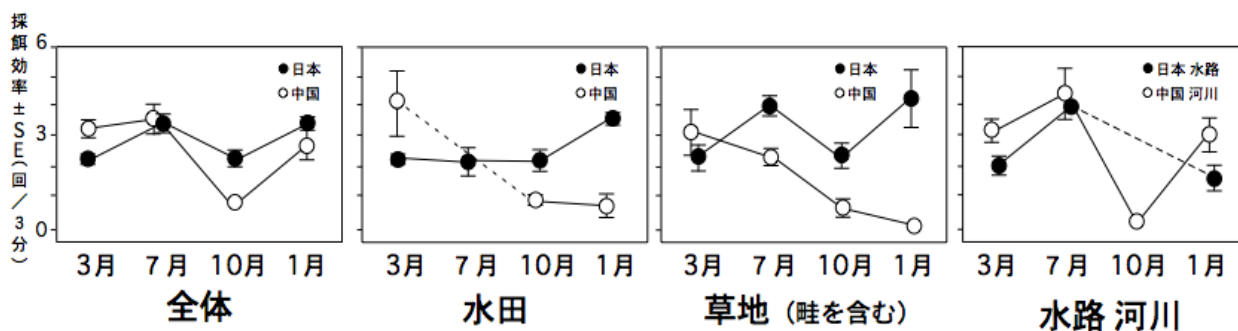 採餌効率±SE(回/3分)
6
3
0
●日本
○中国
3月 7月 10月 1月
全体
●日本
○中国
3月 7月 10月 1月
水田
●日本
○中国
3月 7月 10月 1月
草地（畦を含む）
●日本 水路
○中国 河川
3月 7月 10月 1月
水路 河川